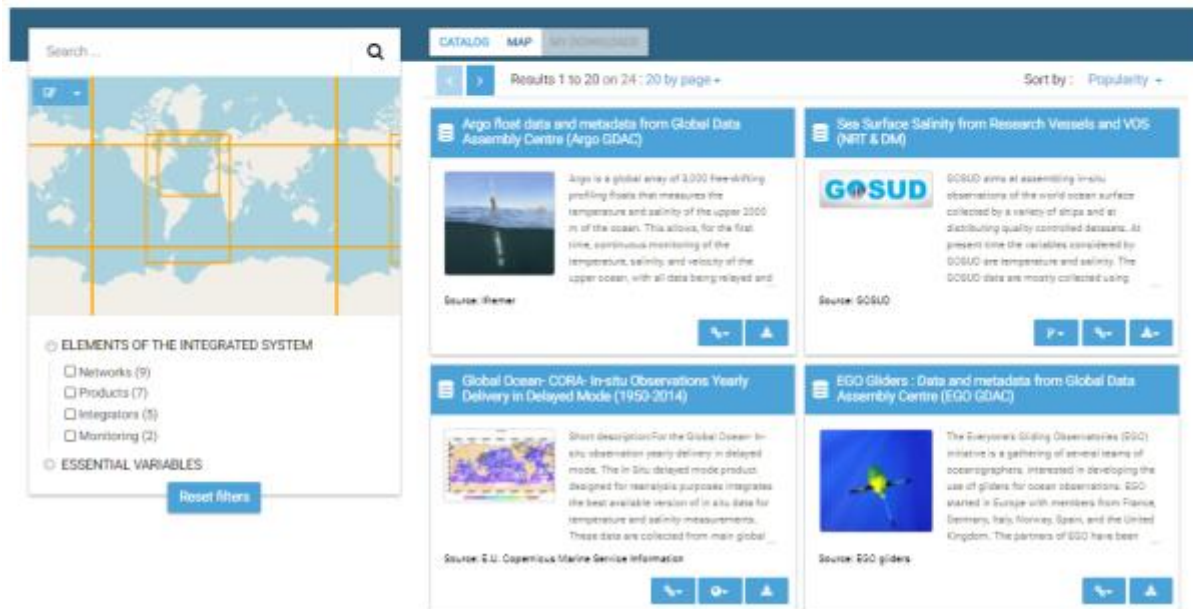 Search ...
CATALOG MAP MY DOWNLOADS
Results 1 to 20 on 24 : 20 by page
Sort by : Popularity
Argo float data and metadata from Global Data
Assembly Centre (Argo GDAC)
Argo is a global array of 3,000 free-drifting
profiling floats that measures the
temperature and salinity of the upper 2000
m of the ocean. This allows, for the first
time, continuous monitoring of the
temperature, salinity, and velocity of the
upper ocean, with all data being relayed and
Source: Ifremer
Sea Surface Salinity from Research Vessels and VOS
(NRT & DM)
GOSUD
GOSUD aims at assembling in-situ
observations of the world ocean surface
collected by a variety of ships and at
distributing quality controlled datasets. At
present time the variables considered by
GOSUD are temperature and salinity. The
GOSUD data are mostly collected using
Source: GOSUD
ELEMENTS OF THE INTEGRATED SYSTEM
Networks (9)
Products (7)
Integrators (5)
Monitoring (2)
ESSENTIAL VARIABLES
Reset filters
Global Ocean- CORA- In-situ Observations Yearly
Delivery in Delayed Mode (1950-2014)
Short description:For the Global Ocean- In-
situ observation yearly delivery in delayed
mode. The In Situ delayed mode product
designed for reanalysis purposes integrates
the best available version of in situ data for
temperature and salinity measurements.
These data are collected from main global
Source: E.U. Copernicus Marine Service Information
EGO Gliders : Data and metadata from Global Data
Assembly Centre (EGO GDAC)
The Everyone's Gliding Observatories (EGO)
initiative is a gathering of several teams of
oceanographers, interested in developing the
use of gliders for ocean observations. EGO
started in Europe with members from France,
Germany, Italy, Norway, Spain, and the United
Kingdom. The partners of EGO have been
Source: EGO gliders